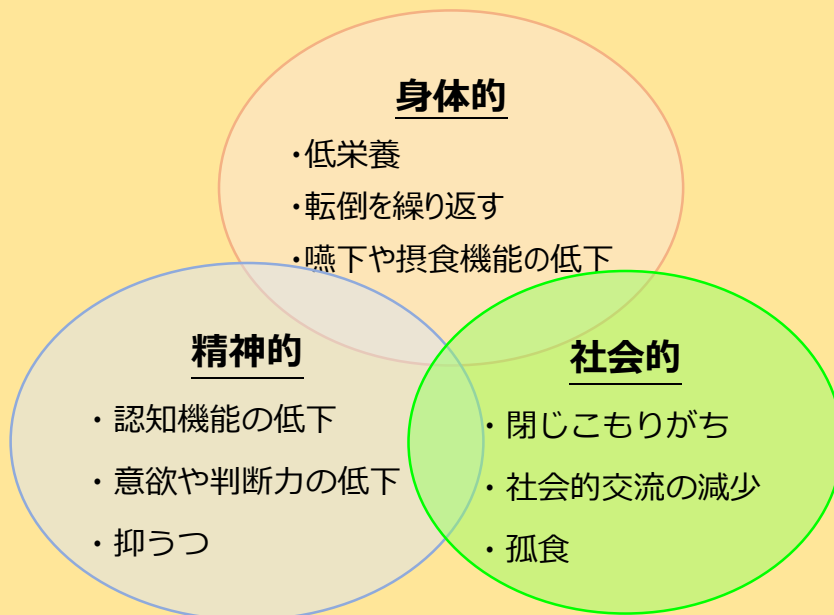 身体的
・低栄養
・転倒を繰り返す
・嚥下や摂食機能の低下
精神的
・認知機能の低下
・意欲や判断力の低下
・抑うつ
社会的
・閉じこもりがち
・社会的交流の減少
・孤食